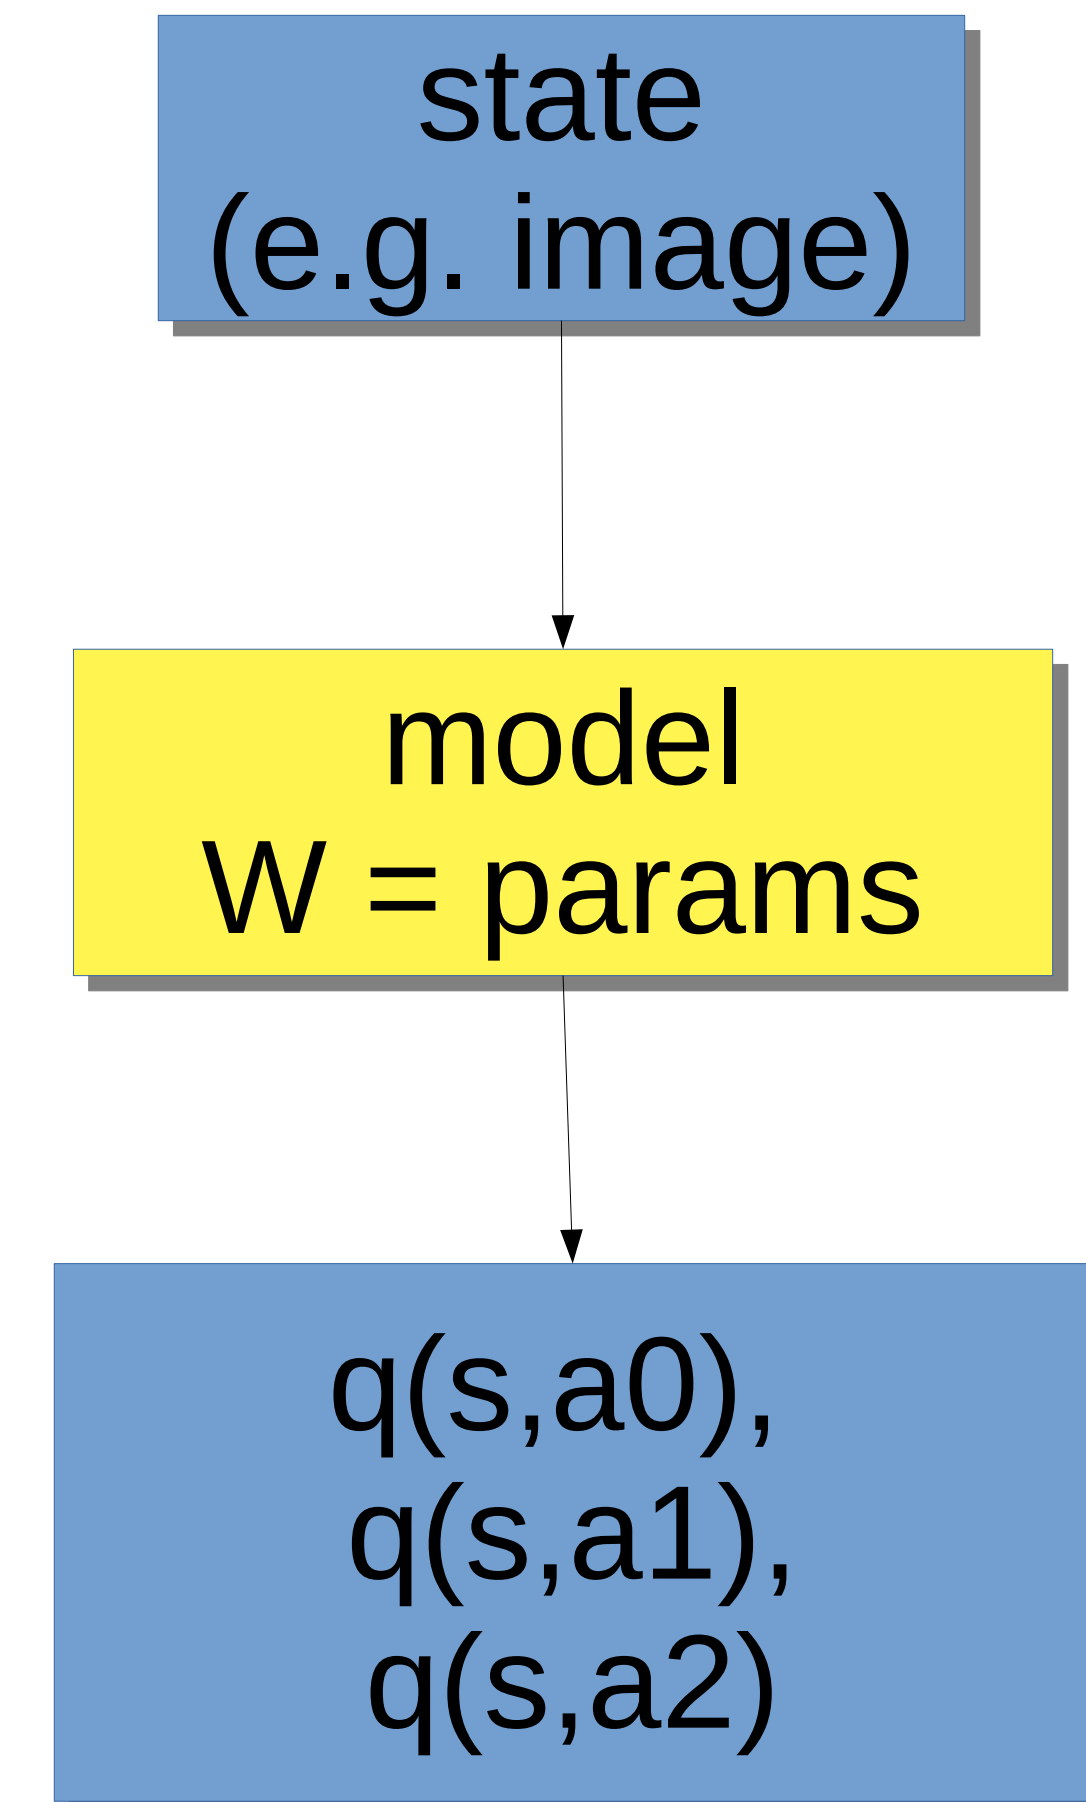 state
(e.g. image)
model
W = params
q(s,a0),
q(s,a1),
q(s,a2)